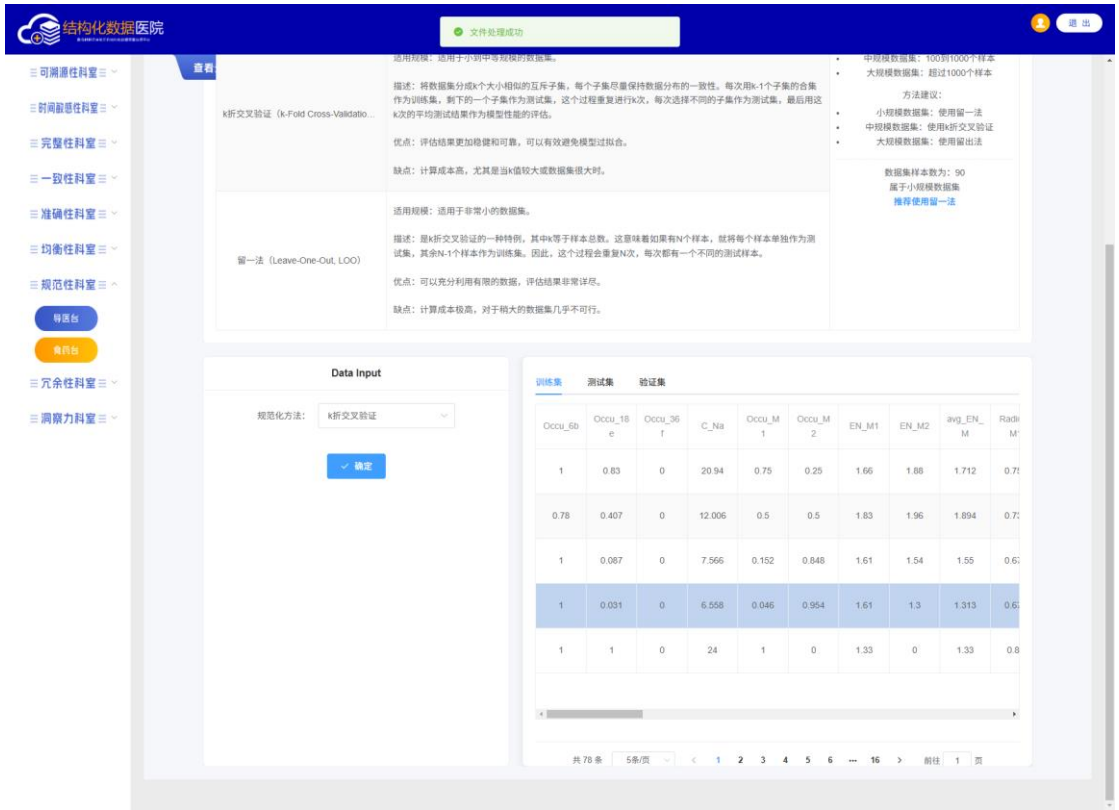 结构化数据医院
文件处理成功
退 出
可溯源性科室
时间敏感性科室
完整性科室
一致性科室
准确性科室
均衡性科室
规范性科室
导医台
冗余性科室
洞察力科室
查看
适用规模：适用于小到中等规模的数据集。
k折交叉验证（k-Fold Cross-Validatio...
描述：将数据集分成k个大小相似的互斥子集，每个子集尽量保持数据分布的一致性。每次用k-1个子集的合集
作为训练集，剩下的一个子集作为测试集，这个过程重复进行k次，每次选择不同的子集作为测试集，最后用这
k次的平均测试结果作为模型性能的评估。
优点：评估结果更加稳健和可靠，可以有效避免模型过拟合。
缺点：计算成本高，尤其是当k值较大或数据集很大时。
留一法（Leave-One-Out, LOO）
适用规模：适用于非常小的数据集。
描述：是k折交叉验证的一种特例，其中k等于样本总数。这意味着如果有N个样本，就将每个样本单独作为测
试集，其余N-1个样本作为训练集。因此，这个过程会重复N次，每次都有一个不同的测试样本。
优点：可以充分利用有限的数据，评估结果非常详尽。
缺点：计算成本极高，对于稍大的数据集几乎不可行。
中规模数据集：100到1000个样本
大规模数据集：超过1000个样本
方法建议：
小规模数据集：使用留一法
中规模数据集：使用k折交叉验证
大规模数据集：使用留出法
数据集样本数为：90
属于小规模数据集
推荐使用留一法
Data Input
规范化方法： k折交叉验证
确定
训练集 测试集 验证集
Occu_6b Occu_18e Occu_36f C_Na Occu_M1 Occu_M2 EN_M1 EN_M2 avg_EN_M
1 0.83 0 20.94 0.75 0.25 1.66 1.88 1.712
0.78 0.407 0 12.006 0.5 0.5 1.83 1.96 1.894
1 0.087 0 7.566 0.152 0.848 1.61 1.54 1.55
1 0.031 0 6.558 0.046 0.954 1.61 1.3 1.313
1 1 0 24 1 0 1.33 0 1.33 0.8
共 78 条 5条/页 < 1 2 3 4 5 6 ••• 16 > 前往 1 页